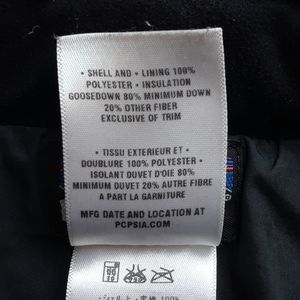 • SHELL AND • LINING 100%
POLYESTER • INSULATION
GOOSEDOWN 80% MINIMUM DOWN
20% OTHER FIBER
EXCLUSIVE OF TRIM
• TISSU EXTERIEUR ET •
DOUBLURE 100% POLYESTER •
ISOLANT DUVET D'OIE 80%
MINIMUM DUVET 20% AUTRE FIBRE
A PART LA GARNITURE
MFG DATE AND LOCATION AT
PCPSIA.COM